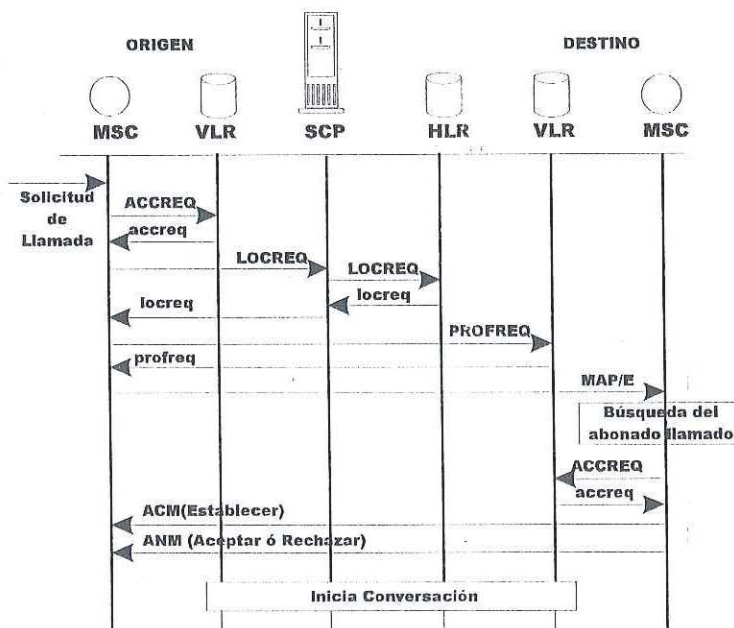 ORIGEN
DESTINO
MSC
VLR
SCP
HLR
VLR
MSC
Solicitud
de
Llamada
ACCREQ
accreq
LOCREQ
LOCREQ
locreq
locreq
PROFREQ
profreq
MAP/E
Búsqueda del
abonado llamado
ACCREQ
accreq
ACM(Establecer)
ANM (Aceptar ó Rechazar)
Inicia Conversación